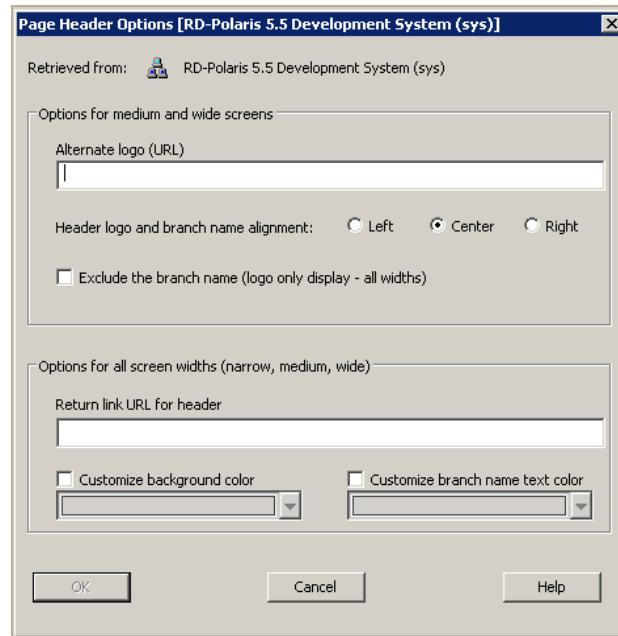 Page Header Options [RD-Polaris 5.5 Development System (sys)]
Retrieved from: RD-Polaris 5.5 Development System (sys)
Options for medium and wide screens
Alternate logo (URL)
Header logo and branch name alignment: Left Center Right
Exclude the branch name (logo only display - all widths)
Options for all screen widths (narrow, medium, wide)
Return link URL for header
Customize background color Customize branch name text color
OK Cancel Help